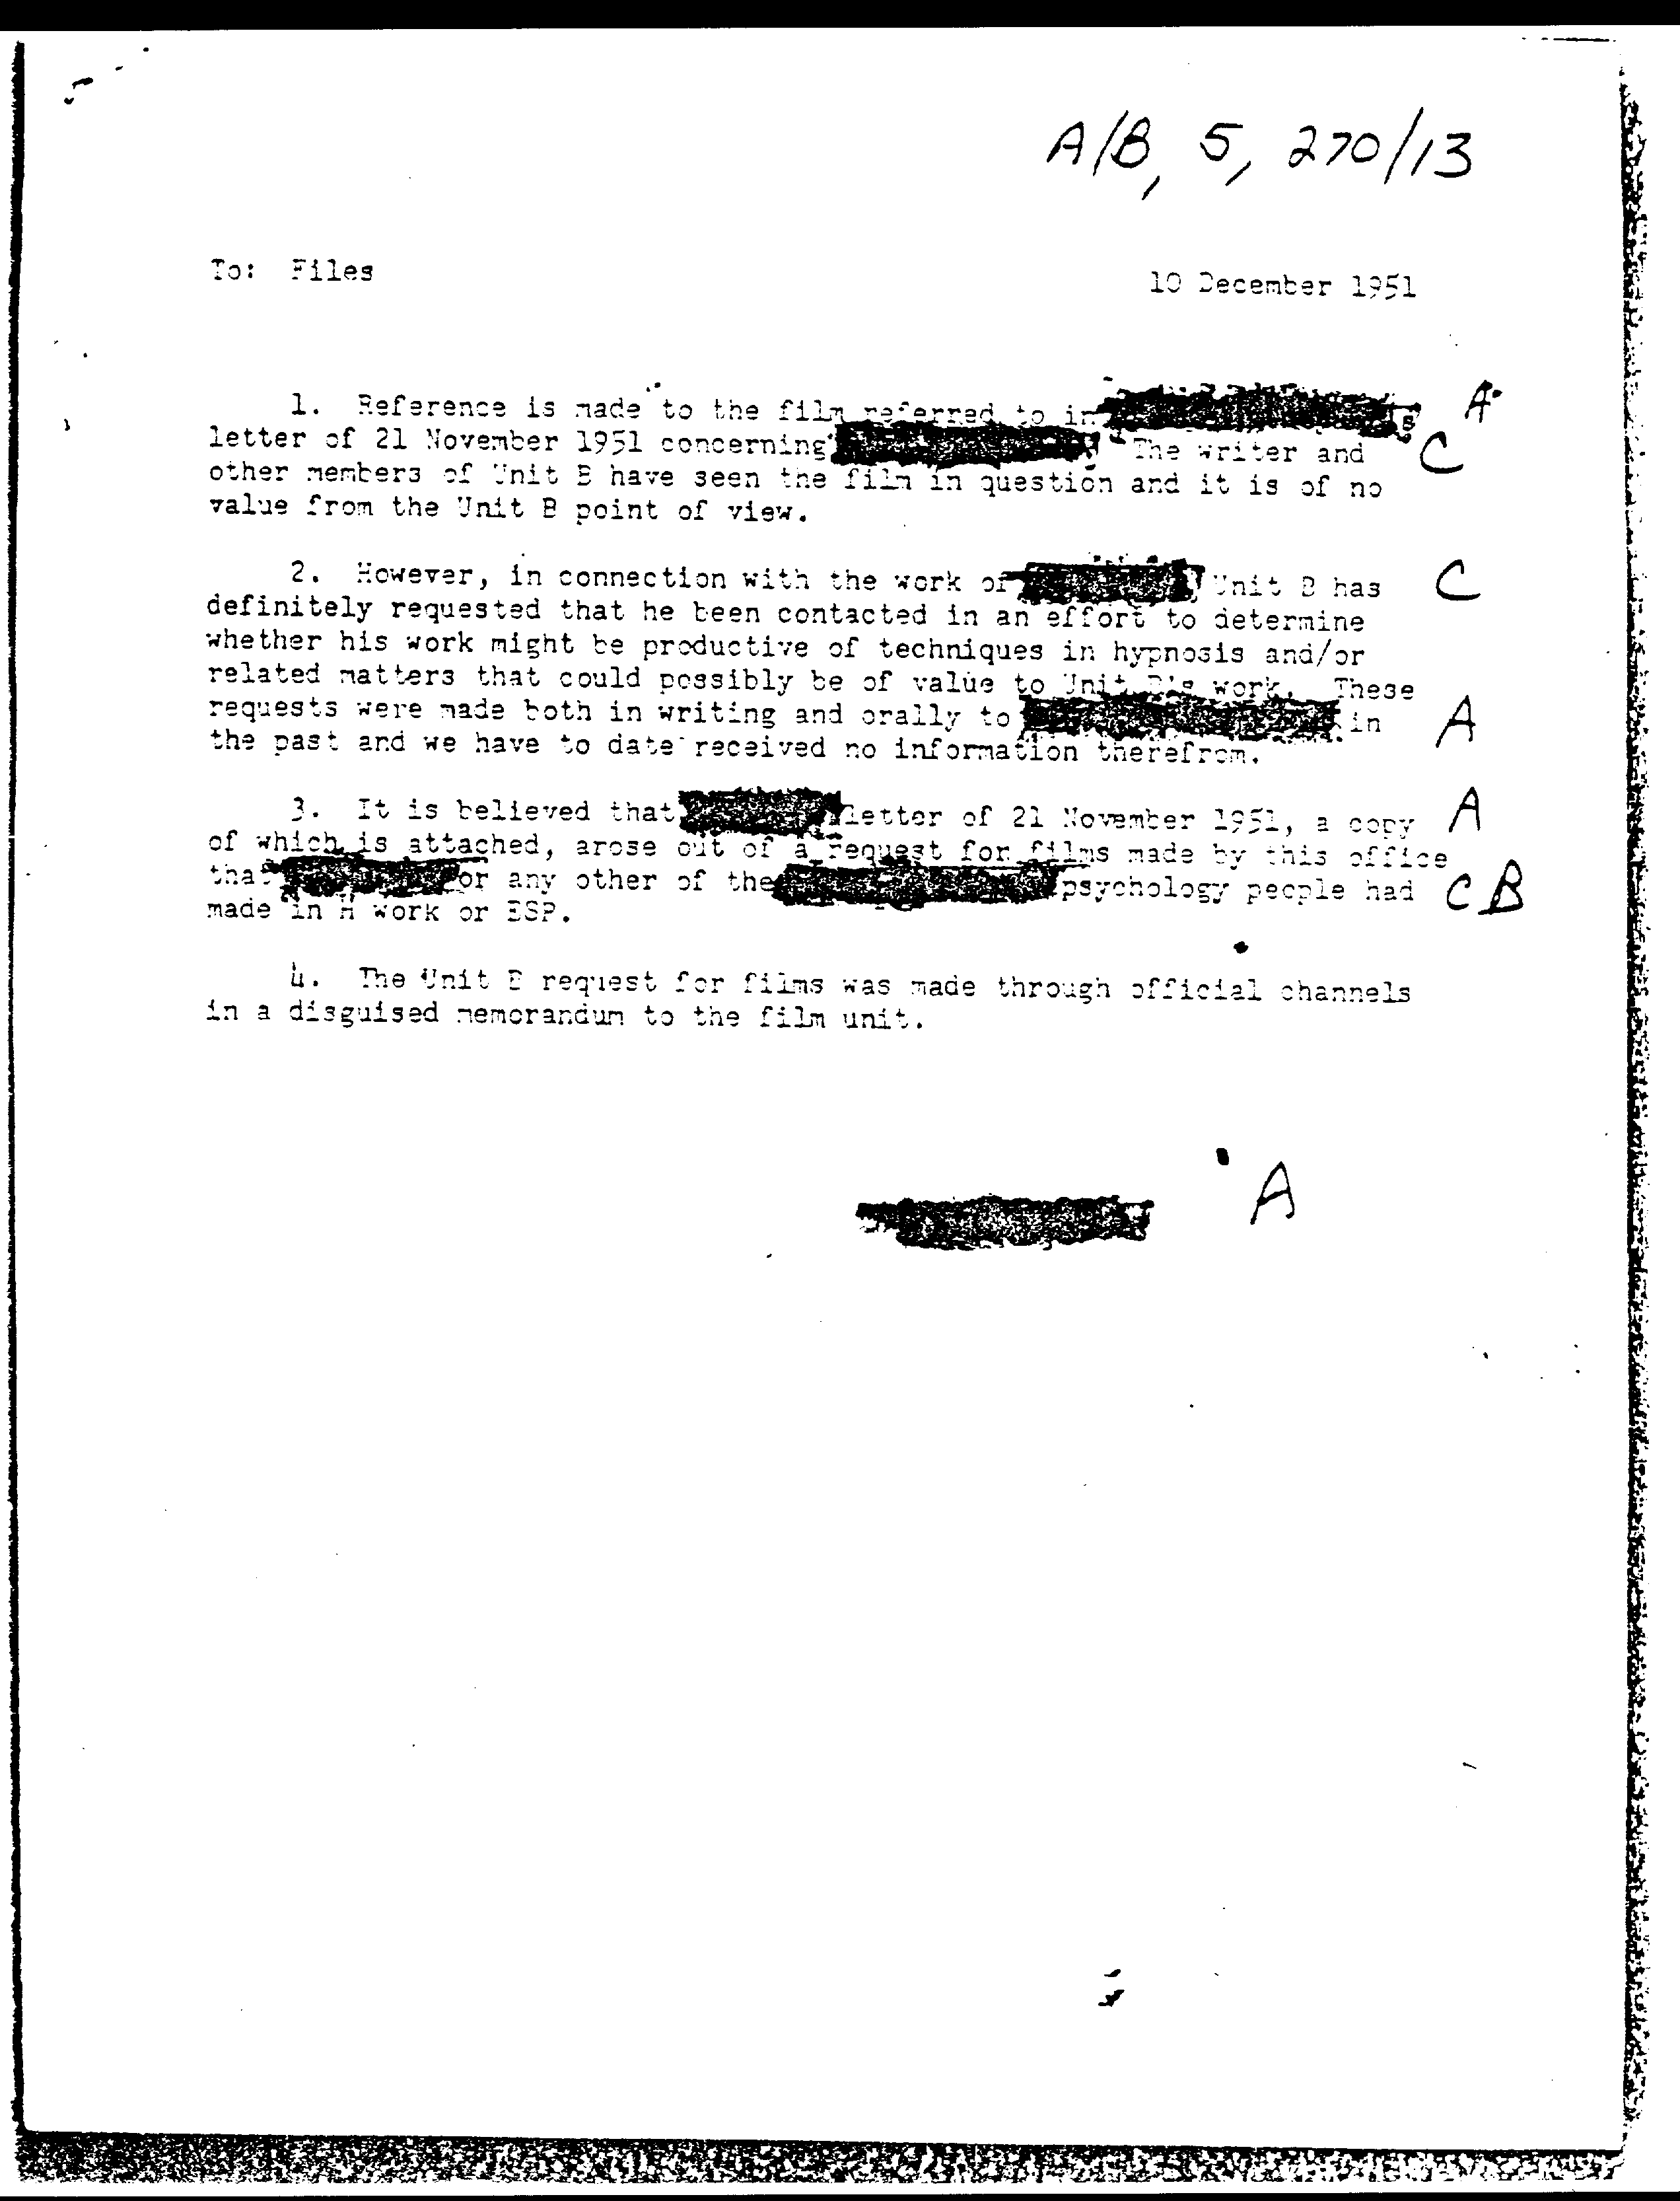 A/B, 5, 270/13
To: Files
10 December 1951
1. Reference is made to the film referred to in A
letter of 21 November 1951 concerning The writer and C
other members of Unit B have seen the film in question and it is of no
value from the Unit B point of view.
2. However, in connection with the work of Unit B has C
definitely requested that he been contacted in an effort to determine
whether his work might be productive of techniques in hypnosis and/or
related matters that could possibly be of value to Unit B's work. These
requests were made both in writing and orally to in A
the past and we have to date received no information therefrom.
3. It is believed that letter of 21 November 1951, a copy A
of which is attached, arose out of a request for films made by this office
that or any other of the psychology people had C B
made in H work or ESP.
4. The Unit B request for films was made through official channels
in a disguised memorandum to the film unit.
A